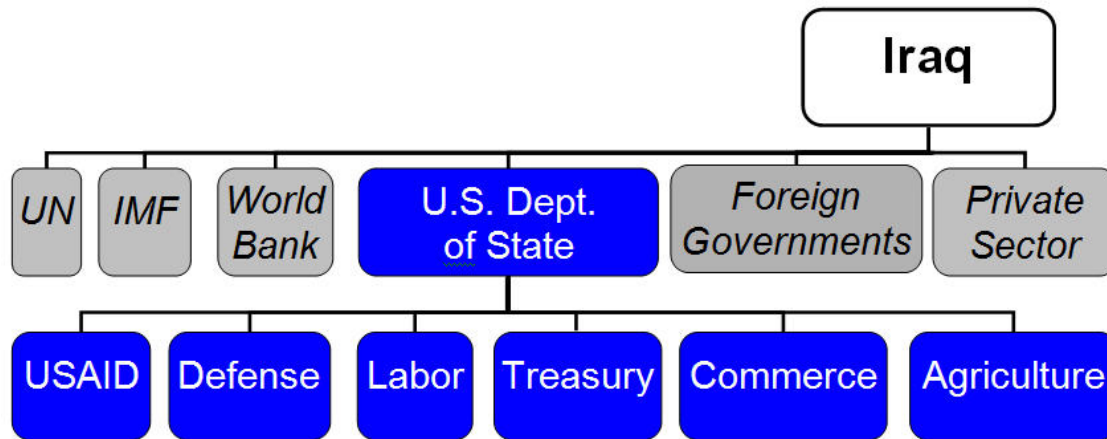 Iraq
UN
IMF
World
Bank
U.S. Dept.
of State
Foreign
Governments
Private
Sector
USAID
Defense
Labor
Treasury
Commerce
Agriculture